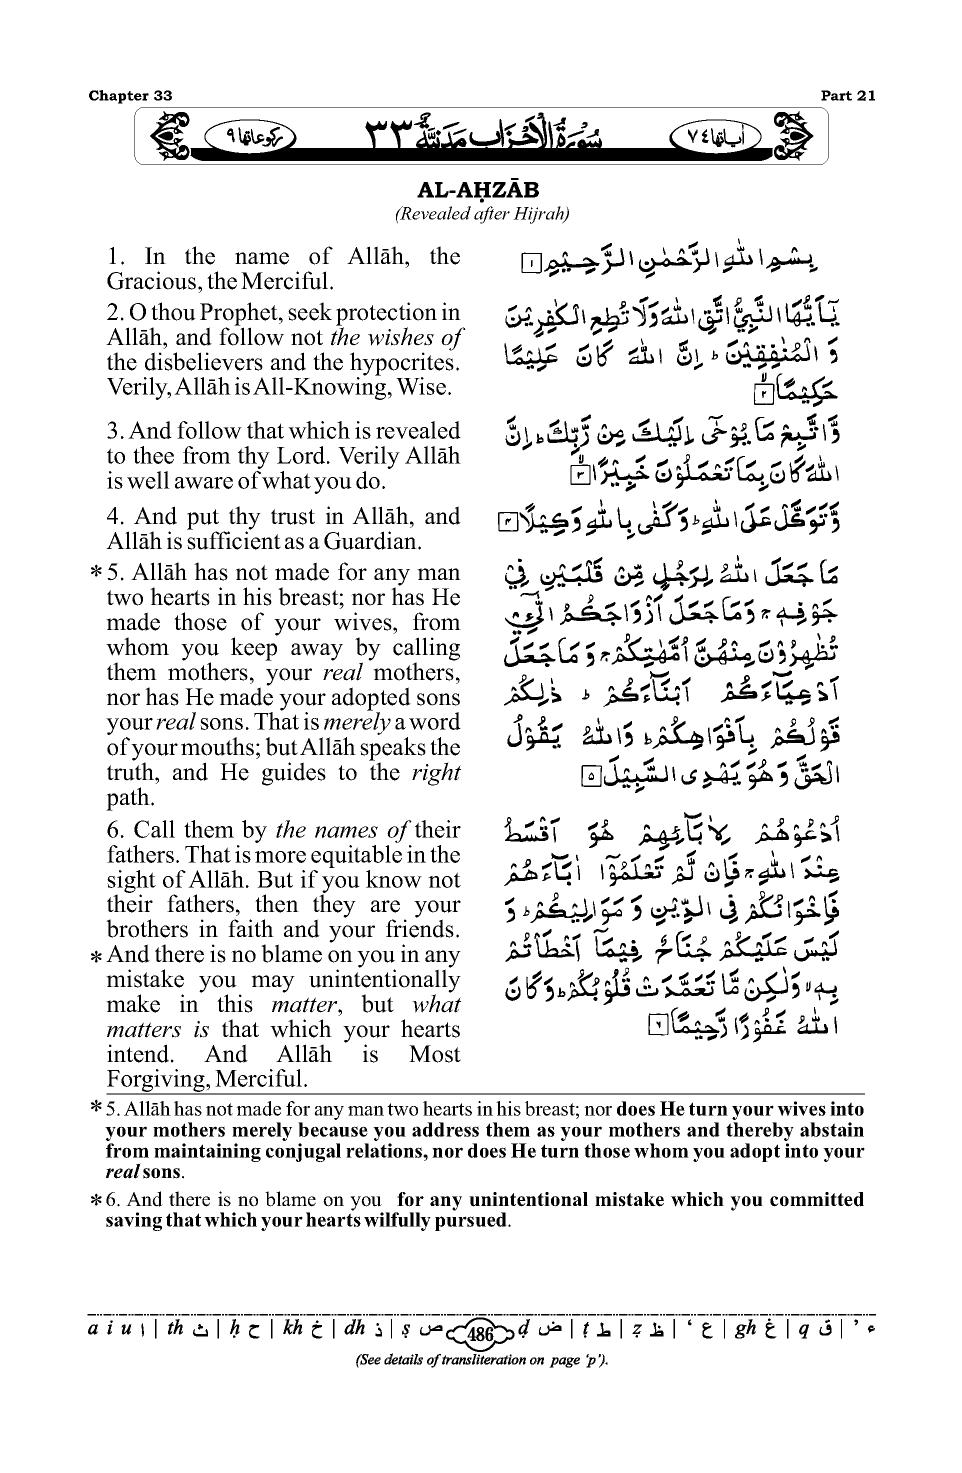 Chapter 33
Part 21
رکوعاتھا ۹
سُوْرَةُ الْاَحْزَابِ مَدَنِيَّةٌ ٣٣
اٰیاتھا ٧٤
AL-AḤZĀB
(Revealed after Hijrah)
1. In the name of Allāh, the
Gracious, the Merciful.
2. O thou Prophet, seek protection in
Allāh, and follow not the wishes of
the disbelievers and the hypocrites.
Verily, Allāh is All-Knowing, Wise.
3. And follow that which is revealed
to thee from thy Lord. Verily Allāh
is well aware of what you do.
4. And put thy trust in Allāh, and
Allāh is sufficient as a Guardian.
* 5. Allāh has not made for any man
two hearts in his breast; nor has He
made those of your wives, from
whom you keep away by calling
them mothers, your real mothers,
nor has He made your adopted sons
your real sons. That is merely a word
of your mouths; but Allāh speaks the
truth, and He guides to the right
path.
6. Call them by the names of their
fathers. That is more equitable in the
sight of Allāh. But if you know not
their fathers, then they are your
brothers in faith and your friends.
* And there is no blame on you in any
mistake you may unintentionally
make in this matter, but what
matters is that which your hearts
intend. And Allāh is Most
Forgiving, Merciful.
بِسْمِ اللّٰهِ الرَّحْمٰنِ الرَّحِيْمِ ۱
يٰۤاَيُّهَا النَّبِيُّ اتَّقِ اللّٰهَ وَلَا تُطِعِ الْكٰفِرِيْنَ
وَ الْمُنٰفِقِيْنَ ؕ اِنَّ اللّٰهَ كَانَ عَلِيْمًا
حَكِيْمًا ۲
وَّاتَّبِعْ مَا يُوْحٰۤى اِلَيْكَ مِنْ رَّبِّكَ ؕ اِنَّ
اللّٰهَ كَانَ بِمَا تَعْمَلُوْنَ خَبِيْرًا ۳
وَّتَوَكَّلْ عَلَى اللّٰهِ ؕ وَكَفٰى بِاللّٰهِ وَكِيْلًا ۴
مَا جَعَلَ اللّٰهُ لِرَجُلٍ مِّنْ قَلْبَيْنِ فِيْ
جَوْفِهٖ ۚ وَمَا جَعَلَ اَزْوَاجَكُمُ الّٰٓـِٔيْ
تُظٰهِرُوْنَ مِنْهُنَّ اُمَّهٰتِكُمْ ۚ وَ مَا جَعَلَ
اَدْعِيَآءَكُمْ اَبْنَآءَكُمْ ؕ ذٰلِكُمْ
قَوْلُكُمْ بِاَفْوَاهِكُمْ ؕ وَاللّٰهُ يَقُوْلُ
الْحَقَّ وَ هُوَ يَهْدِى السَّبِيْلَ ۵
اُدْعُوْهُمْ لِاٰبَآئِهِمْ هُوَ اَقْسَطُ
عِنْدَ اللّٰهِ ۚ فَاِنْ لَّمْ تَعْلَمُوْۤا اٰبَآءَهُمْ
فَاِخْوَانُكُمْ فِى الدِّيْنِ وَ مَوَالِيْكُمْ ؕ وَ
لَيْسَ عَلَيْكُمْ جُنَاحٌ فِيْمَاۤ اَخْطَاْتُمْ
بِهٖ ۙ وَلٰكِنْ مَّا تَعَمَّدَتْ قُلُوْبُكُمْ ؕ وَ كَانَ
اللّٰهُ غَفُوْرًا رَّحِيْمًا ۶
* 5. Allāh has not made for any man two hearts in his breast; nor does He turn your wives into
your mothers merely because you address them as your mothers and thereby abstain
from maintaining conjugal relations, nor does He turn those whom you adopt into your
real sons.
* 6. And there is no blame on you for any unintentional mistake which you committed
saving that which your hearts wilfully pursued.
a i u ا | th ث | ḥ ح | kh خ | dh ذ | ṣ ص 486 ḍ ض | ṭ ط | ẓ ظ | ‘ ع | gh غ | q ق | ’ ء
(See details of transliteration on page ‘p’).